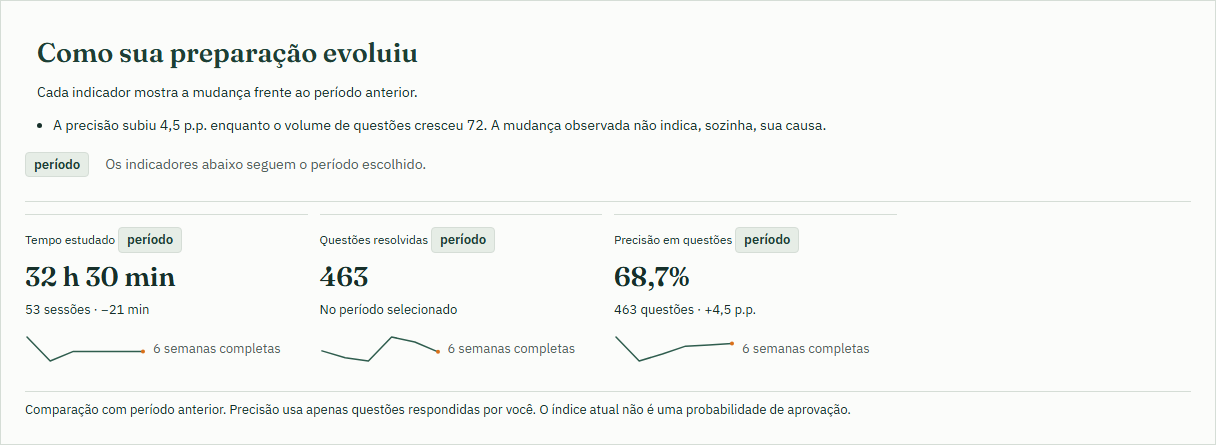 Como sua preparação evoluiu
Cada indicador mostra a mudança frente ao período anterior.
• A precisão subiu 4,5 p.p. enquanto o volume de questões cresceu 72. A mudança observada não indica, sozinha, sua causa.
período Os indicadores abaixo seguem o período escolhido.
Tempo estudado período
32 h 30 min
53 sessões · −21 min
6 semanas completas
Questões resolvidas período
463
No período selecionado
6 semanas completas
Precisão em questões período
68,7%
463 questões · +4,5 p.p.
6 semanas completas
Comparação com período anterior. Precisão usa apenas questões respondidas por você. O índice atual não é uma probabilidade de aprovação.